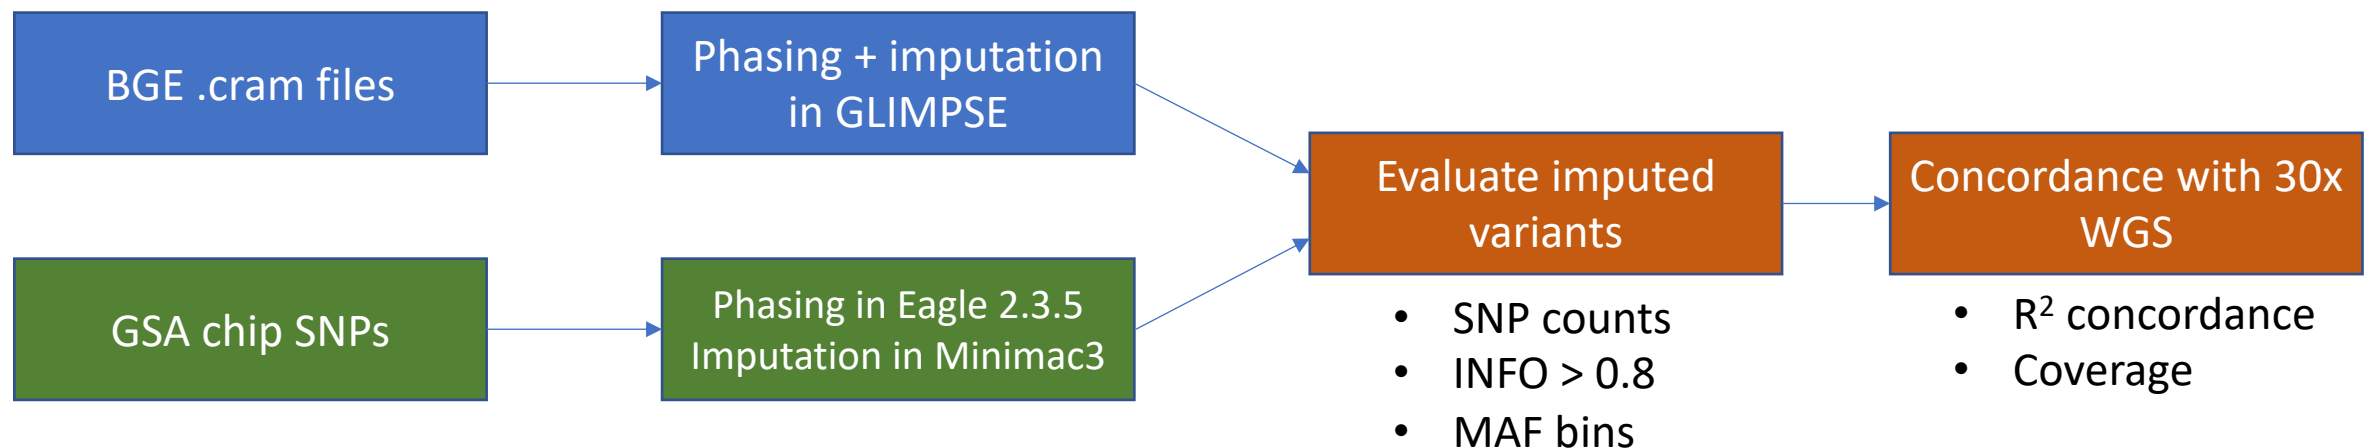 BGE .cram files
Phasing + imputation
in GLIMPSE
GSA chip SNPs
Phasing in Eagle 2.3.5
Imputation in Minimac3
Evaluate imputed
variants
• SNP counts
• INFO > 0.8
• MAF bins
Concordance with 30x
WGS
• R² concordance
• Coverage